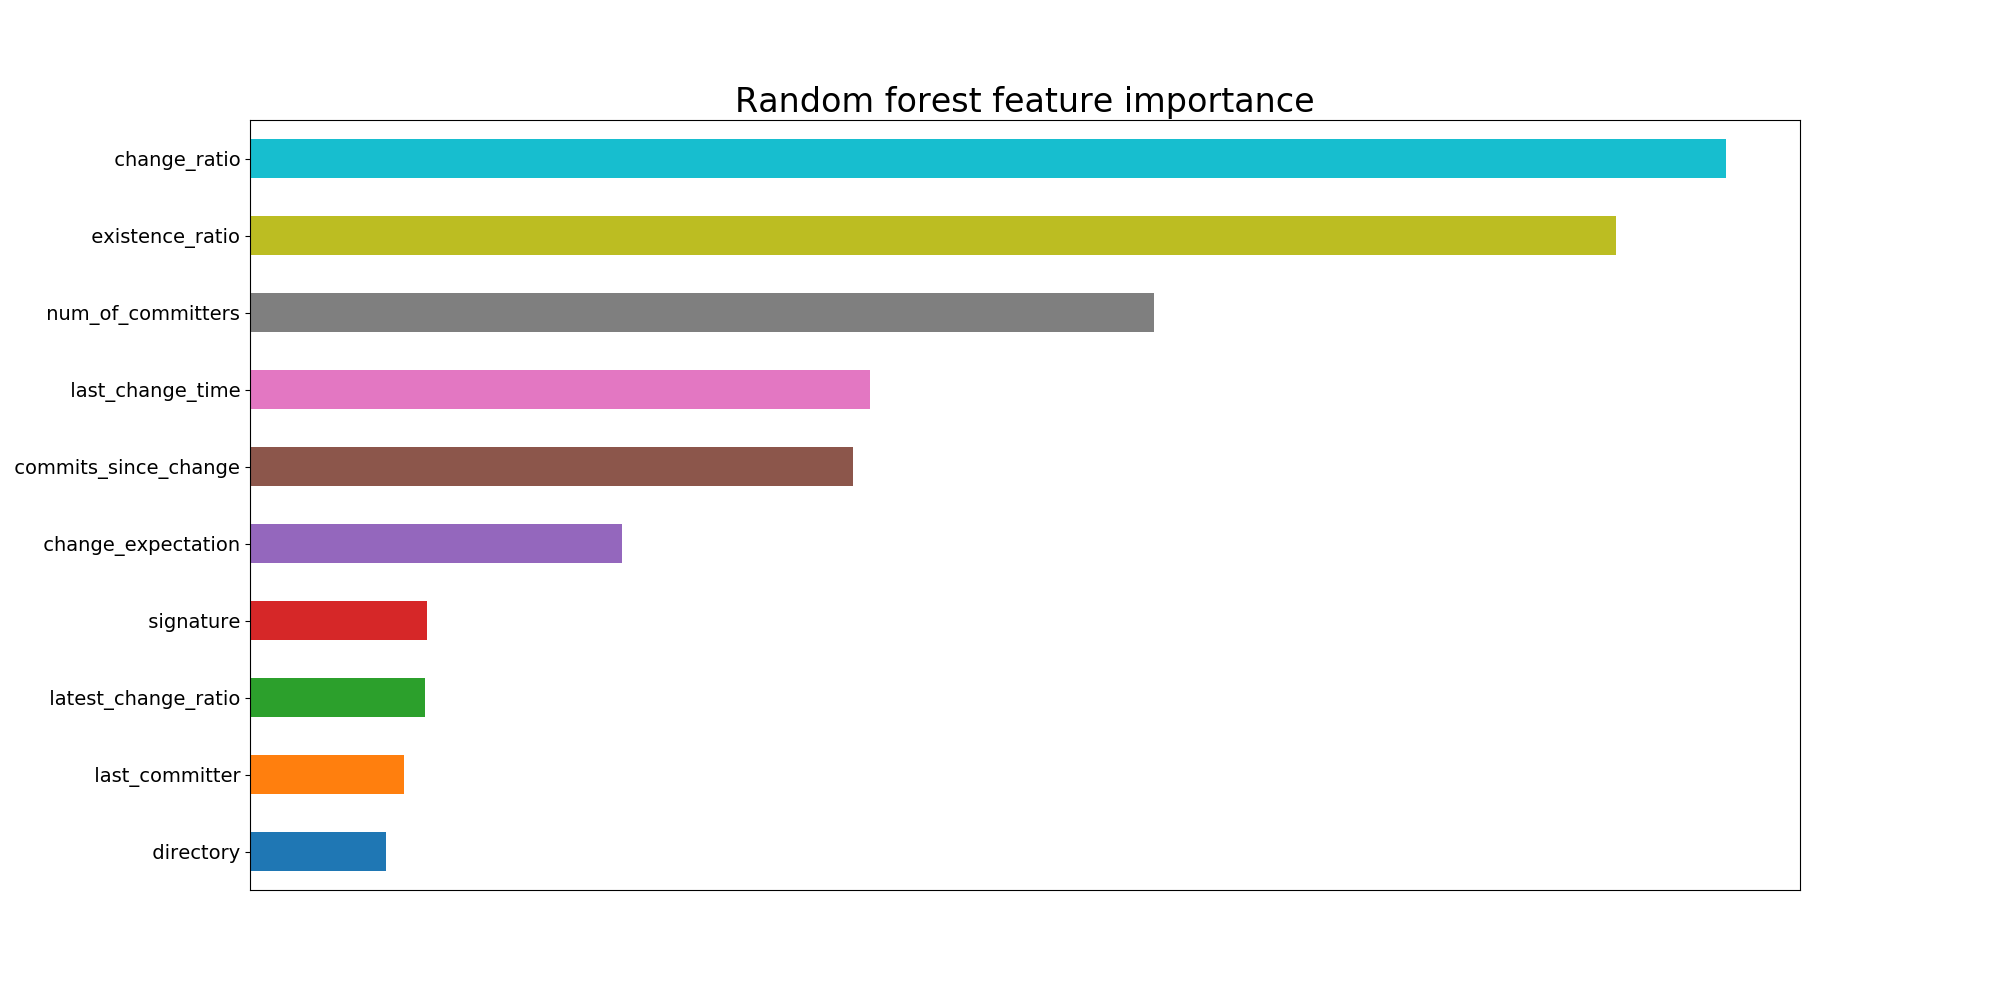 Random forest feature importance
change_ratio
existence_ratio
num_of_committers
last_change_time
commits_since_change
change_expectation
signature
latest_change_ratio
last_committer
directory